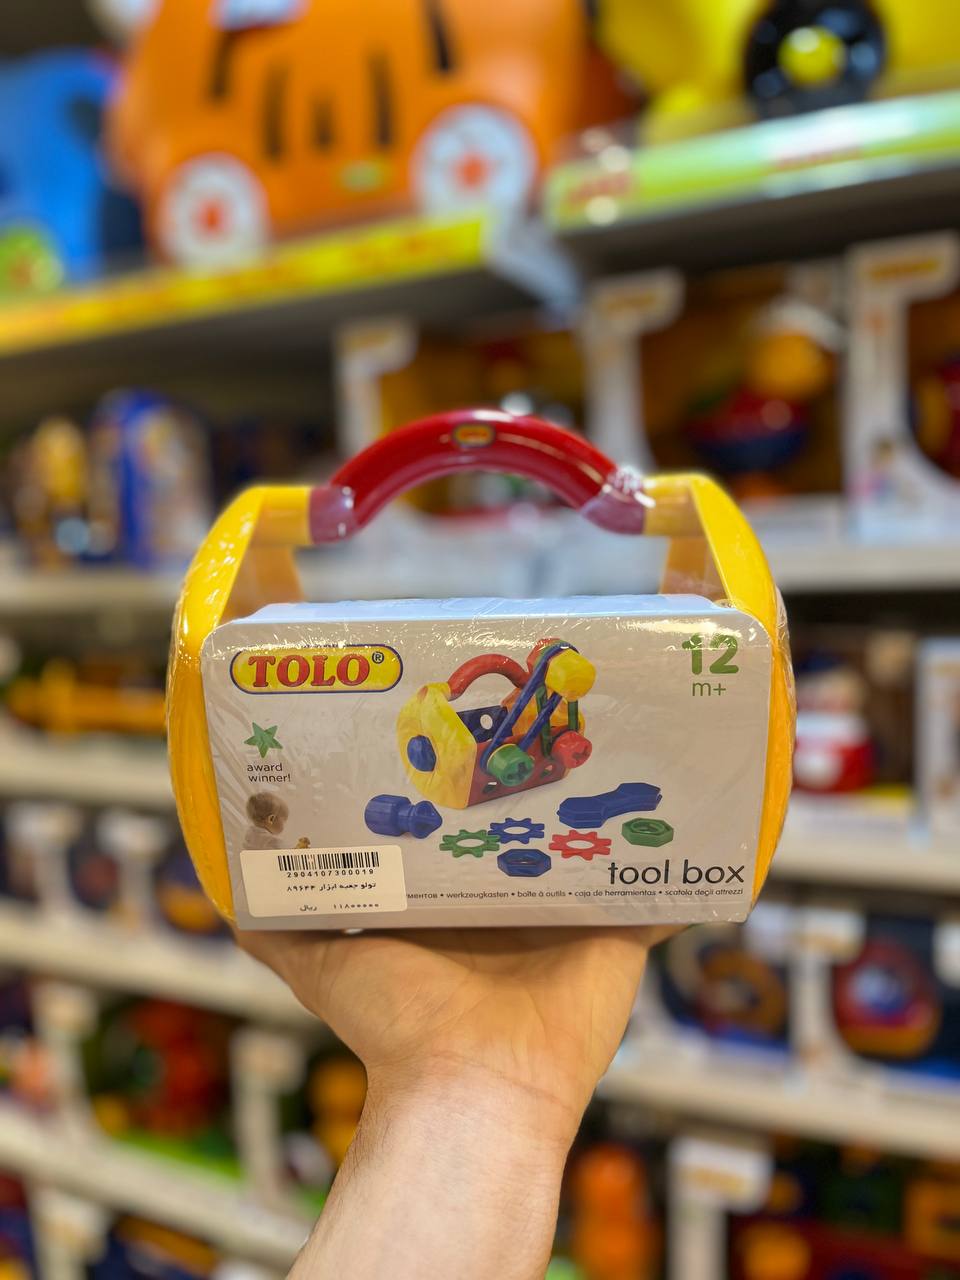 TOLO®
12
m+
award
winner!
2904107300019
تولو جعبه ابزار ۸۹۶۴۴
۱۱۸۰۰۰۰۰ ریال
tool box
• werkzeugkasten • boîte à outils • caja de herramientas • scatola degli attrezzi